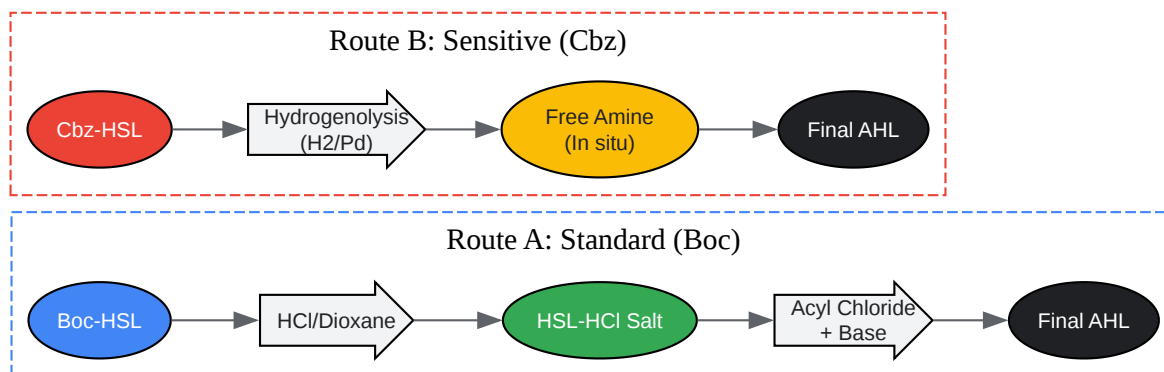 Route B: Sensitive (Cbz)
Cbz-HSL
Hydrogenolysis
(H2/Pd)
Free Amine
(In situ)
Final AHL
Route A: Standard (Boc)
Boc-HSL
HCl/Dioxane
HSL-HCl Salt
Acyl Chloride
+ Base
Final AHL